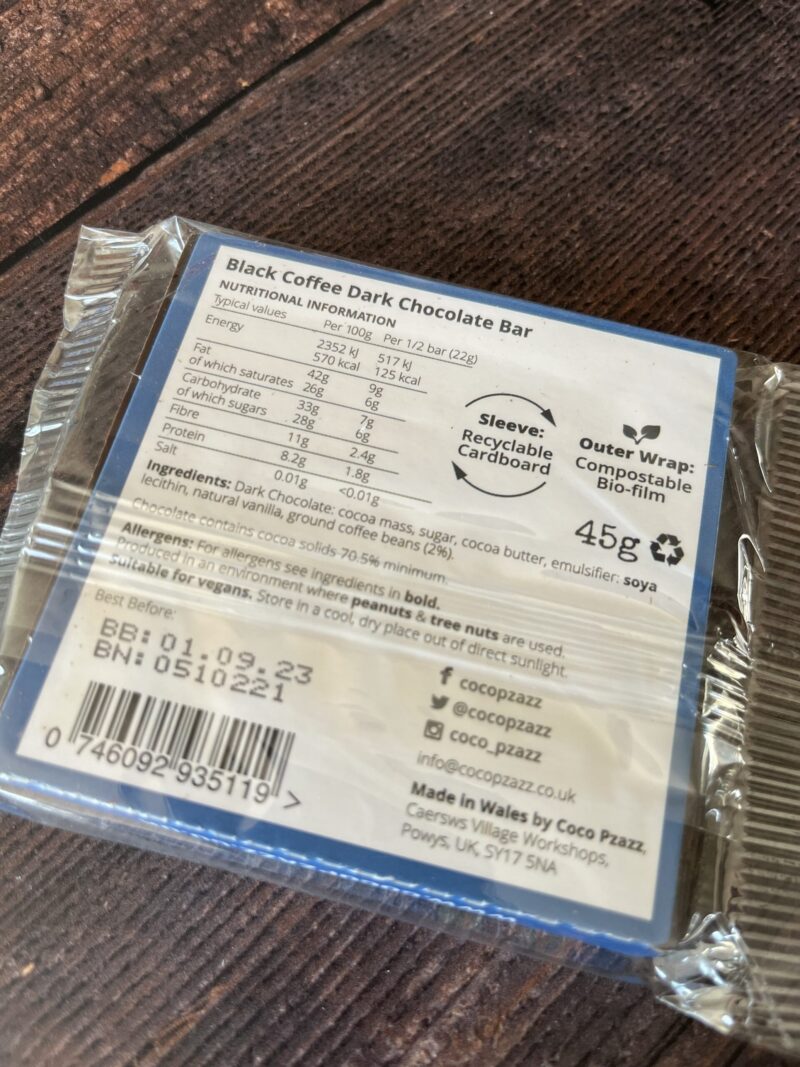 Black Coffee Dark Chocolate Bar
NUTRITIONAL INFORMATION
Typical values Per 100g Per 1/2 bar (22g)
Energy 2352 kJ 517 kJ
570 kcal 125 kcal
Fat 42g 9g
of which saturates 26g 6g
Carbohydrate 33g 7g
of which sugars 28g 6g
Fibre 11g 2.4g
Protein 8.2g 1.8g
Salt 0.01g <0.01g
Sleeve:
Recyclable
Cardboard
Outer Wrap:
Compostable
Bio-film
45g
Ingredients: Dark Chocolate: cocoa mass, sugar, cocoa butter, emulsifier: soya
lecithin, natural vanilla, ground coffee beans (2%).
Chocolate contains cocoa solids 70.5% minimum.
Allergens: For allergens see ingredients in bold.
Produced in an environment where peanuts & tree nuts are used.
suitable for vegans. Store in a cool, dry place out of direct sunlight.
Best Before:
BB: 01.09.23
BN: 0510221
0 746092 935119 >
f cocopzazz
@cocopzazz
coco_pzazz
info@cocopzazz.co.uk
Made in Wales by Coco Pzazz,
Caersws Village Workshops,
Powys, UK, SY17 5NA